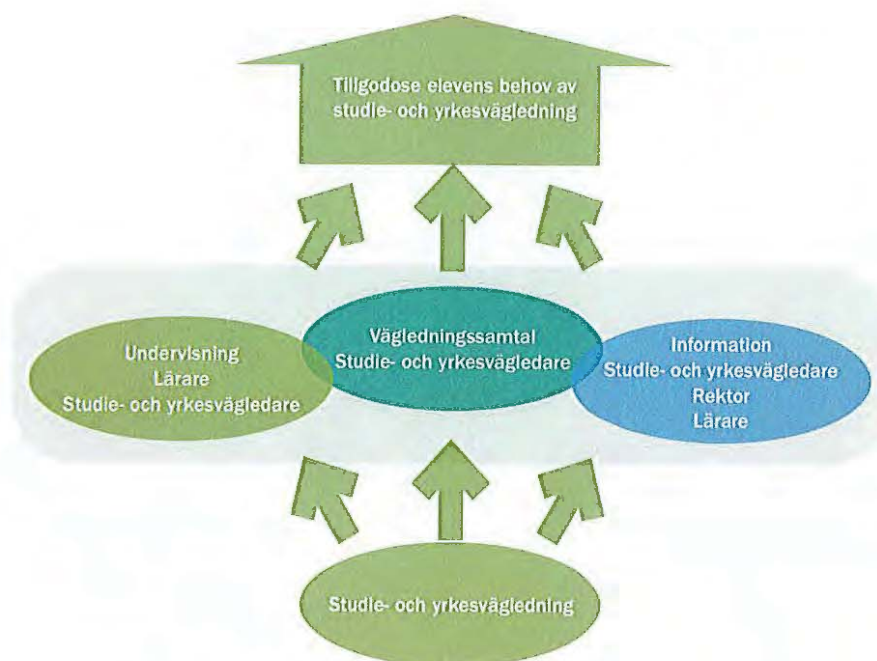 Tillgodose elevens behov av
studie- och yrkesvägledning
Vägledningssamtal
Studie- och yrkesvägledare
Undervisning
Lärare
Studie- och yrkesvägledare
Information
Studie- och yrkesvägledare
Rektor
Lärare
Studie- och yrkesvägledning